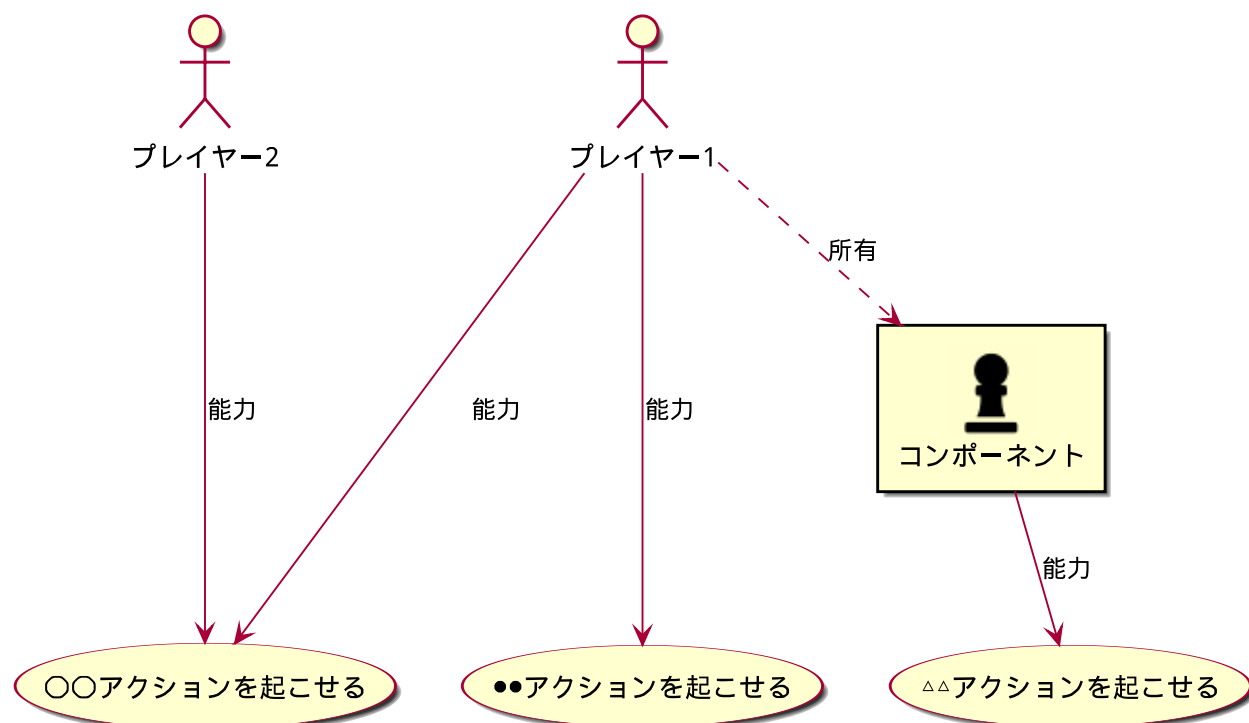 プレイヤー2
プレイヤー1
所有
能力
能力
能力
コンポーネント
能力
〇〇アクションを起こせる
●●アクションを起こせる
△△アクションを起こせる